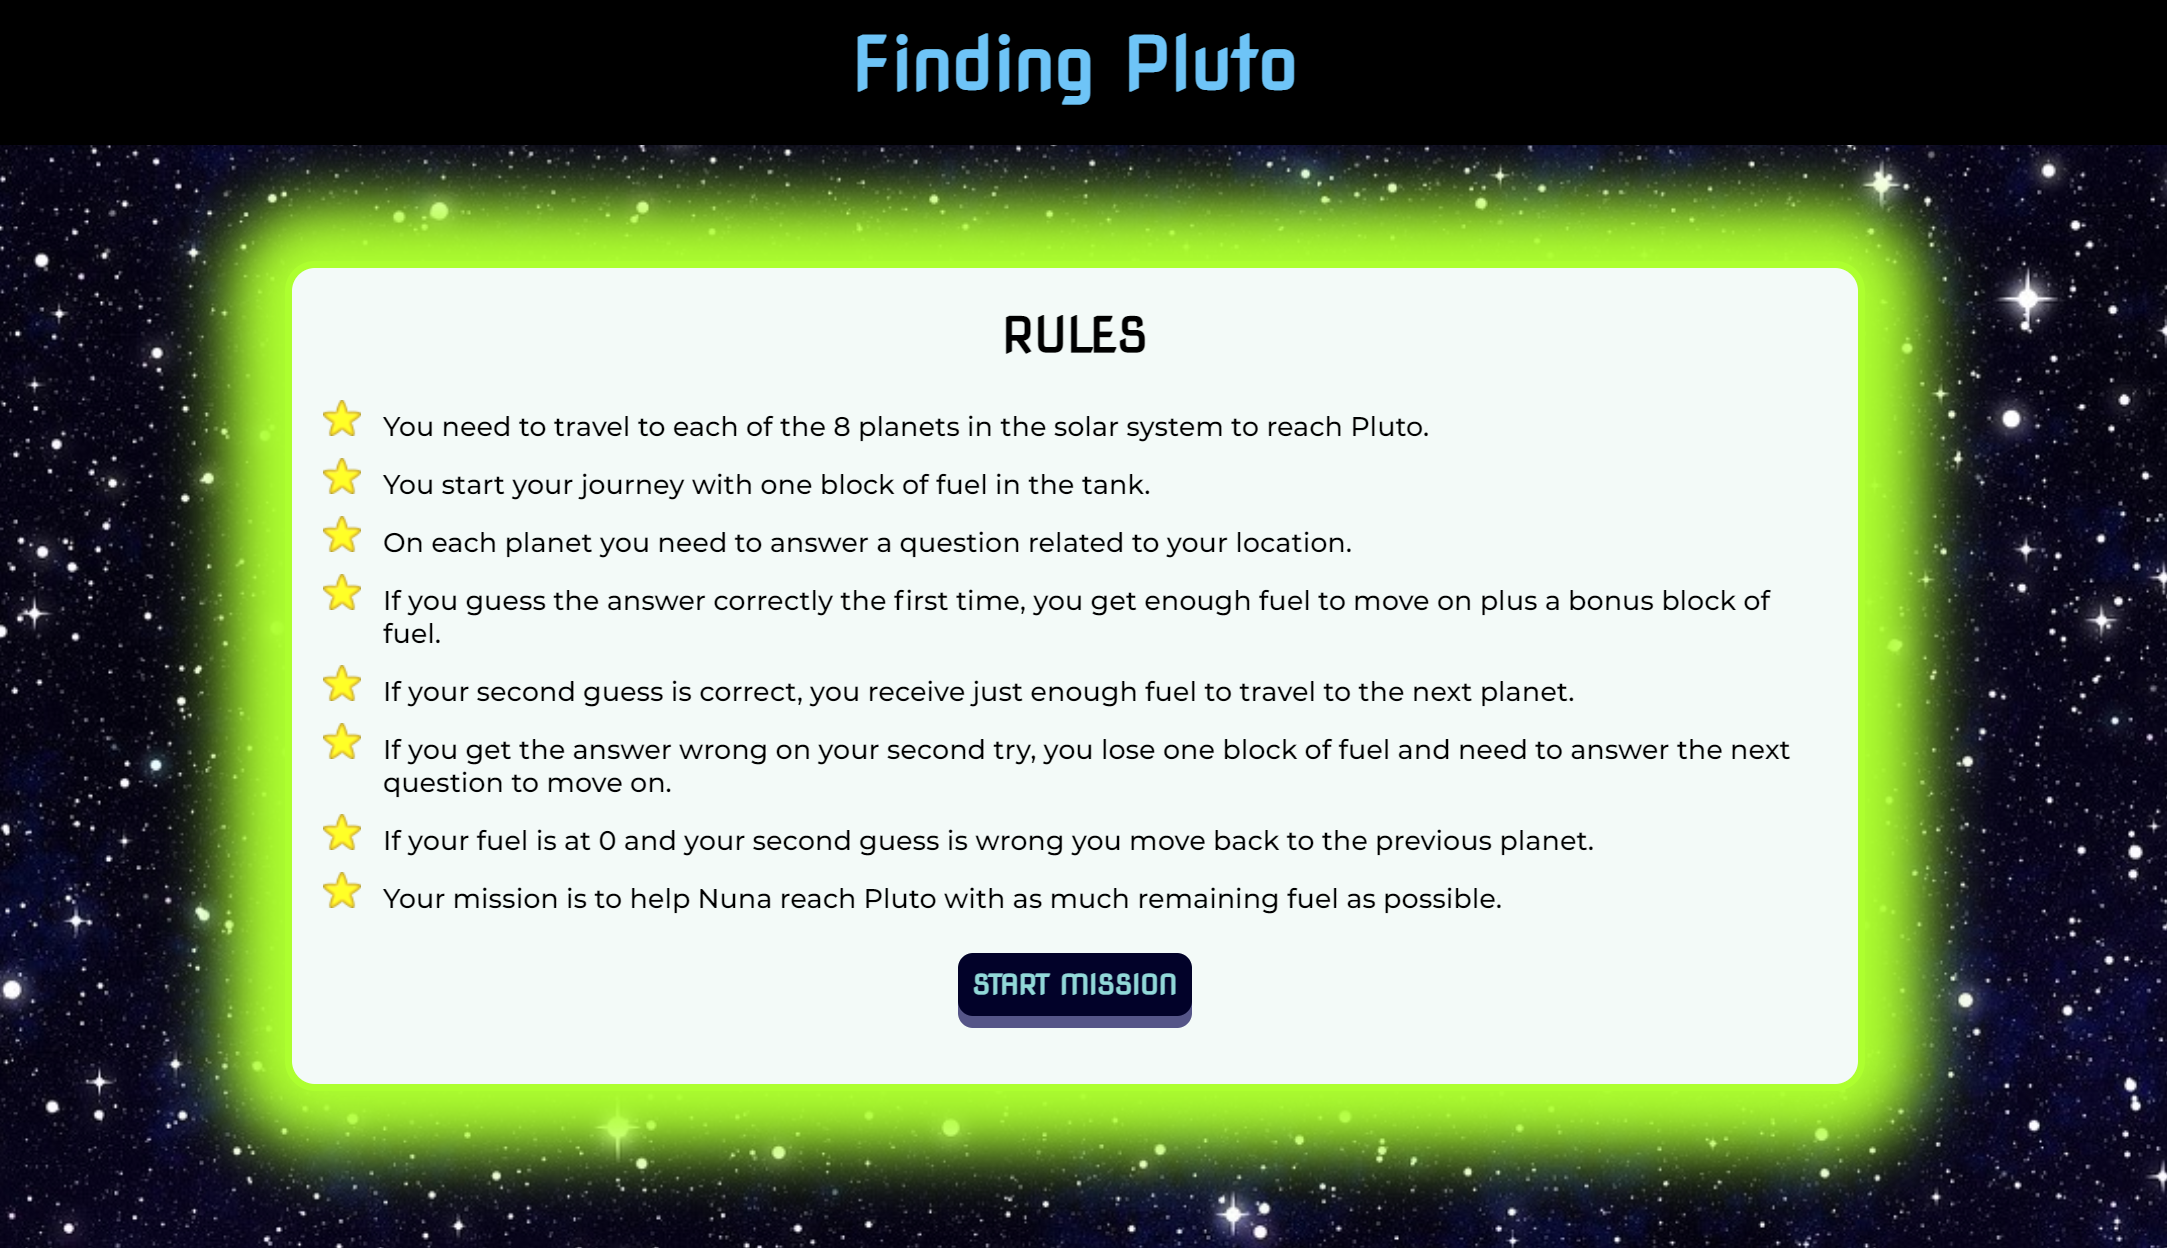 Finding Pluto
RULES
You need to travel to each of the 8 planets in the solar system to reach Pluto.
You start your journey with one block of fuel in the tank.
On each planet you need to answer a question related to your location.
If you guess the answer correctly the first time, you get enough fuel to move on plus a bonus block of
fuel.
If your second guess is correct, you receive just enough fuel to travel to the next planet.
If you get the answer wrong on your second try, you lose one block of fuel and need to answer the next
question to move on.
If your fuel is at 0 and your second guess is wrong you move back to the previous planet.
Your mission is to help Nuna reach Pluto with as much remaining fuel as possible.
START MISSION